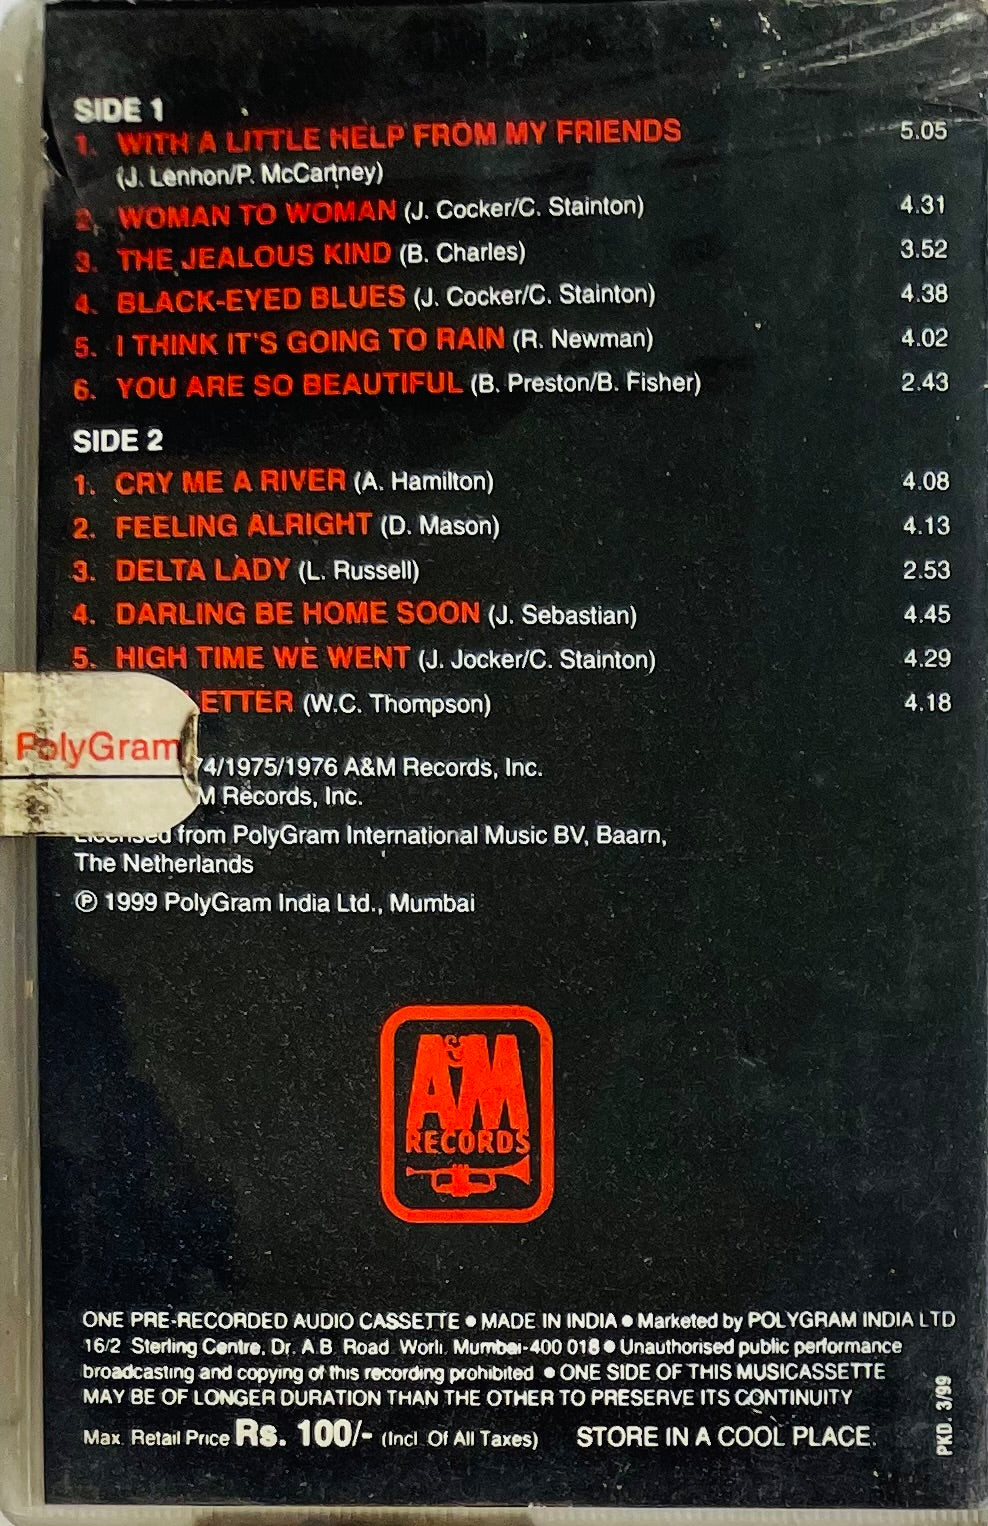 SIDE 1
1. WITH A LITTLE HELP FROM MY FRIENDS 5.05
(J. Lennon/P. McCartney)
2. WOMAN TO WOMAN (J. Cocker/C. Stainton) 4.31
3. THE JEALOUS KIND (B. Charles) 3.52
4. BLACK-EYED BLUES (J. Cocker/C. Stainton) 4.38
5. I THINK IT'S GOING TO RAIN (R. Newman) 4.02
6. YOU ARE SO BEAUTIFUL (B. Preston/B. Fisher) 2.43
SIDE 2
1. CRY ME A RIVER (A. Hamilton) 4.08
2. FEELING ALRIGHT (D. Mason) 4.13
3. DELTA LADY (L. Russell) 2.53
4. DARLING BE HOME SOON (J. Sebastian) 4.45
5. HIGH TIME WE WENT (J. Jocker/C. Stainton) 4.29
ETTER (W.C. Thompson) 4.18
PolyGram
74/1975/1976 A&M Records, Inc.
M Records, Inc.
Licensed from PolyGram International Music BV, Baarn,
The Netherlands
℗ 1999 PolyGram India Ltd., Mumbai
A&M
RECORDS
ONE PRE-RECORDED AUDIO CASSETTE ● MADE IN INDIA ● Marketed by POLYGRAM INDIA LTD
16/2 Sterling Centre, Dr. A.B. Road Worli, Mumbai-400 018 ● Unauthorised public performance
broadcasting and copying of this recording prohibited ● ONE SIDE OF THIS MUSICASSETTE
MAY BE OF LONGER DURATION THAN THE OTHER TO PRESERVE ITS CONTINUITY
Max. Retail Price Rs. 100/- (Incl. Of All Taxes) STORE IN A COOL PLACE.
PKD. 3/99